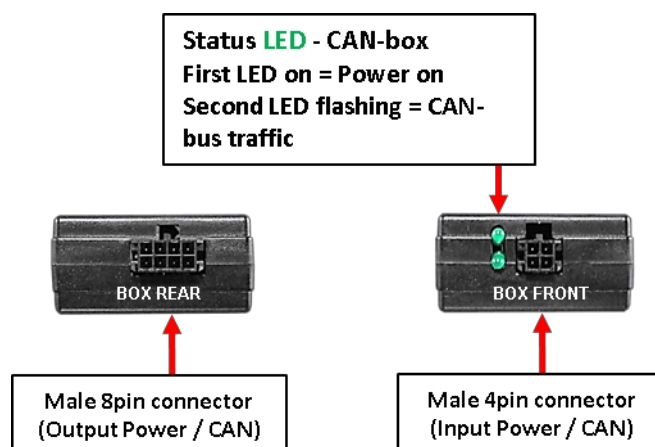 Status LED - CAN-box
First LED on = Power on
Second LED flashing = CAN-
bus traffic
BOX REAR
BOX FRONT
Male 8pin connector
(Output Power / CAN)
Male 4pin connector
(Input Power / CAN)